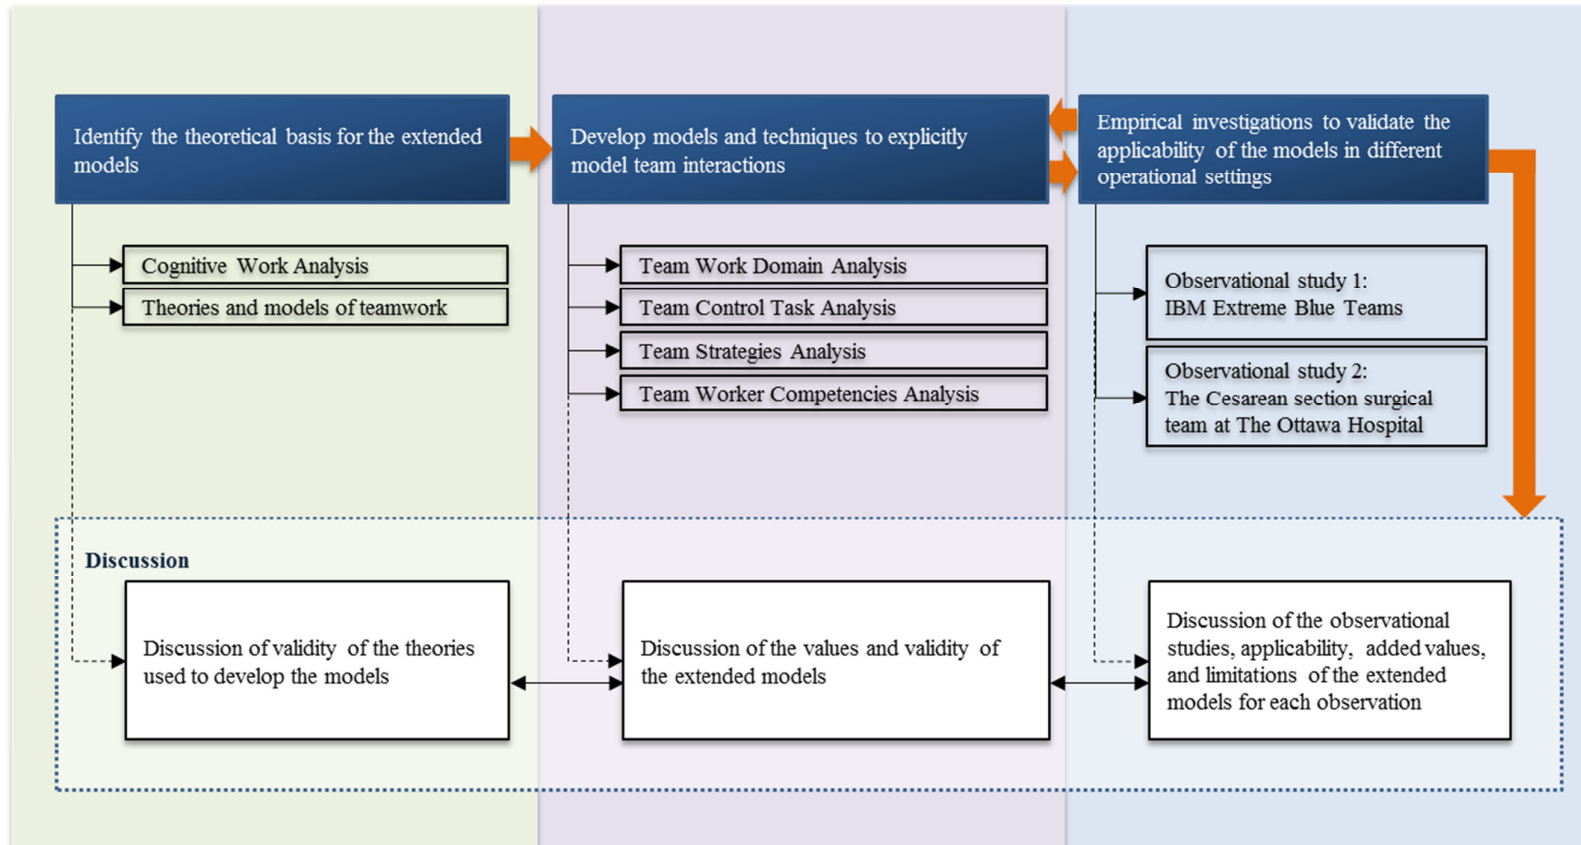 Identify the theoretical basis for the extended
models
Develop models and techniques to explicitly
model team interactions
Empirical investigations to validate the
applicability of the models in different
operational settings
Cognitive Work Analysis
Theories and models of teamwork
Team Work Domain Analysis
Team Control Task Analysis
Team Strategies Analysis
Team Worker Competencies Analysis
Observational study 1:
IBM Extreme Blue Teams
Observational study 2:
The Cesarean section surgical
team at The Ottawa Hospital
Discussion
Discussion of validity of the theories
used to develop the models
Discussion of the values and validity of
the extended models
Discussion of the observational
studies, applicability, added values,
and limitations of the extended
models for each observation